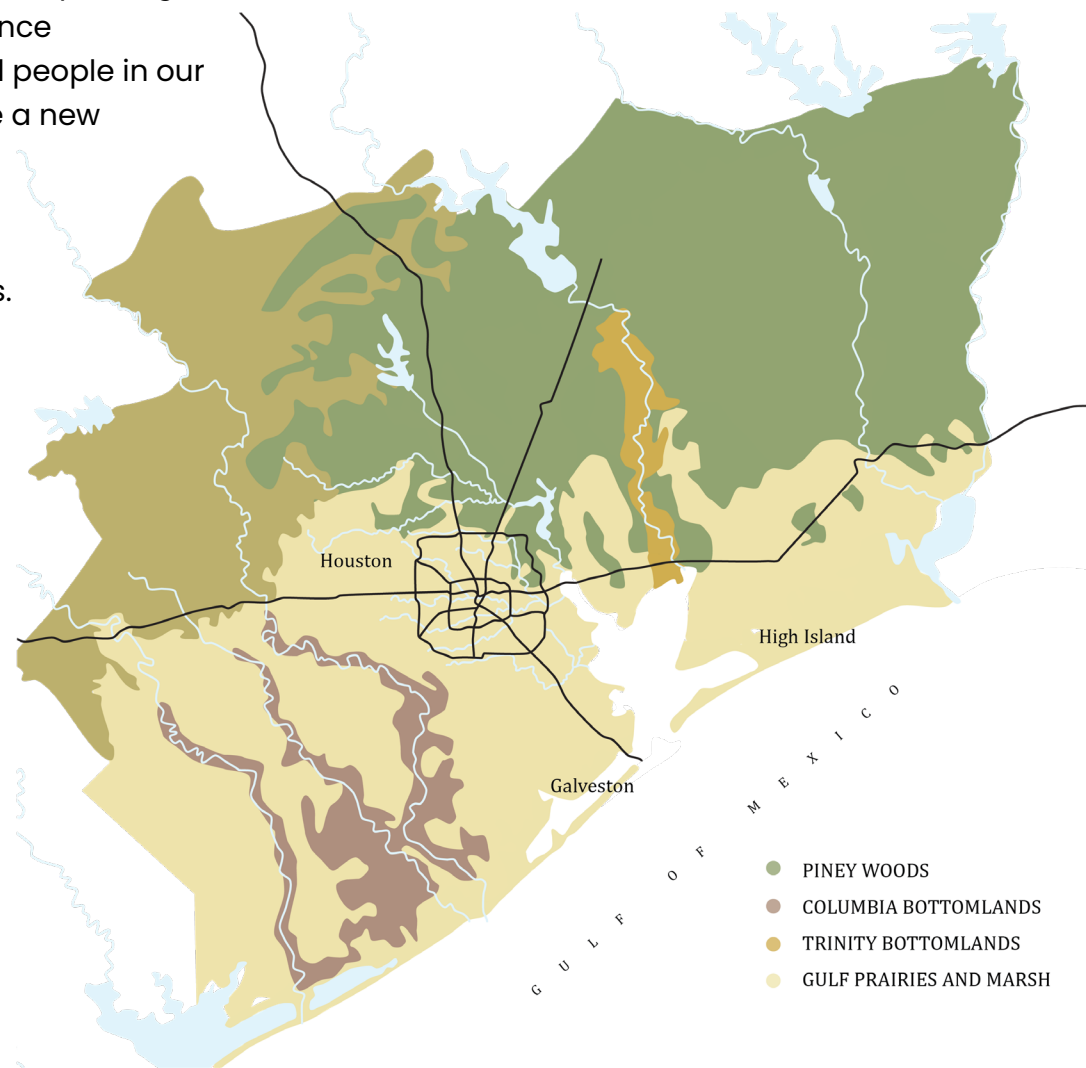 nce
people in our
e a new
s.
Houston
High Island
Galveston
GULF OF MEXICO
PINEY WOODS
COLUMBIA BOTTOMLANDS
TRINITY BOTTOMLANDS
GULF PRAIRIES AND MARSH